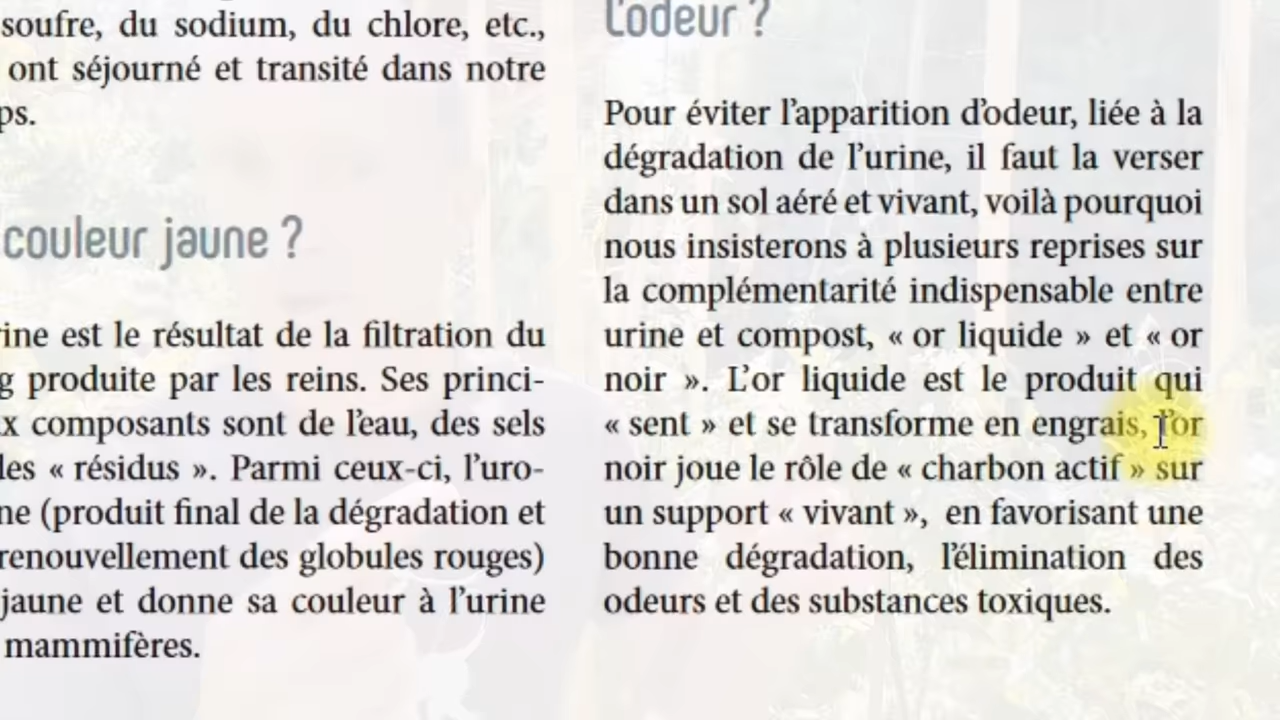 soufre, du sodium, du chlore, etc.,
ont séjourné et transité dans notre
couleur jaune ?
est le résultat de la filtration du
produite par les reins. Ses princi-
composants sont de l'eau, des sels
« résidus ». Parmi ceux-ci, l'uro-
(produit final de la dégradation et
renouvellement des globules rouges)
jaune et donne sa couleur à l'urine
mammifères.
L'odeur ?
Pour éviter l'apparition d'odeur, liée à la
dégradation de l'urine, il faut la verser
dans un sol aéré et vivant, voilà pourquoi
nous insisterons à plusieurs reprises sur
la complémentarité indispensable entre
urine et compost, « or liquide » et « or
noir ». L'or liquide est le produit qui
« sent » et se transforme en engrais, l'or
noir joue le rôle de « charbon actif » sur
un support « vivant », en favorisant une
bonne dégradation, l'élimination des
odeurs et des substances toxiques.